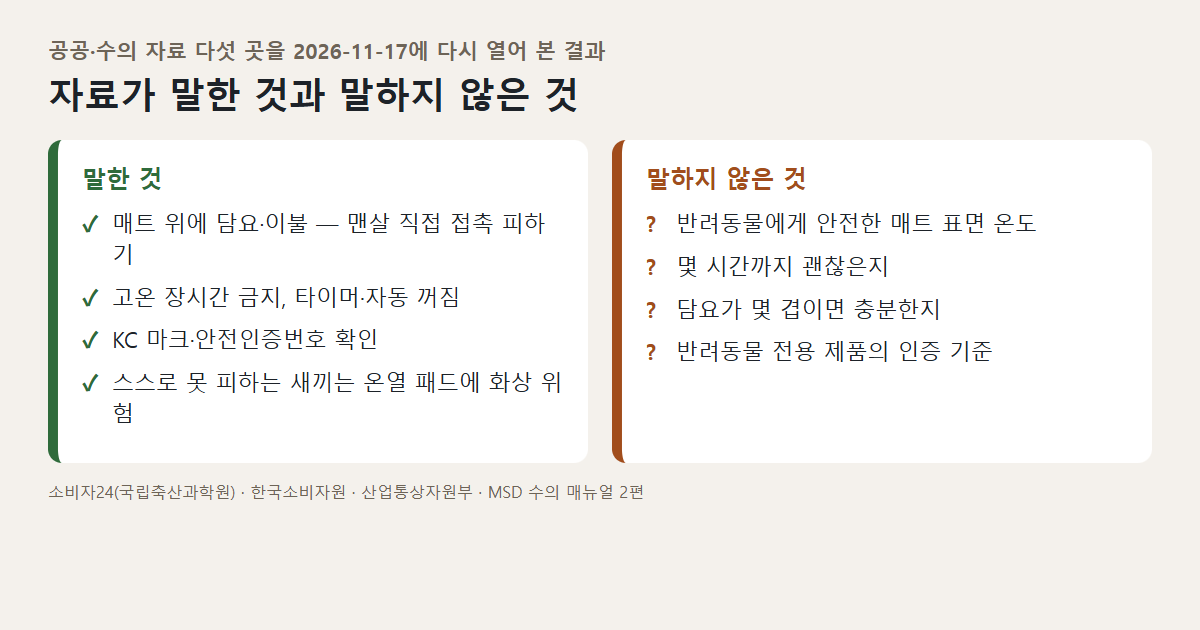 공공·수의 자료 다섯 곳을 2026-11-17에 다시 열어 본 결과
자료가 말한 것과 말하지 않은 것
말한 것
✓ 매트 위에 담요·이불 — 맨살 직접 접촉 피하
기
✓ 고온 장시간 금지, 타이머·자동 꺼짐
✓ KC 마크·안전인증번호 확인
✓ 스스로 못 피하는 새끼는 온열 패드에 화상 위
험
말하지 않은 것
? 반려동물에게 안전한 매트 표면 온도
? 몇 시간까지 괜찮은지
? 담요가 몇 겹이면 충분한지
? 반려동물 전용 제품의 인증 기준
소비자24(국립축산과학원) · 한국소비자원 · 산업통상자원부 · MSD 수의 매뉴얼 2편